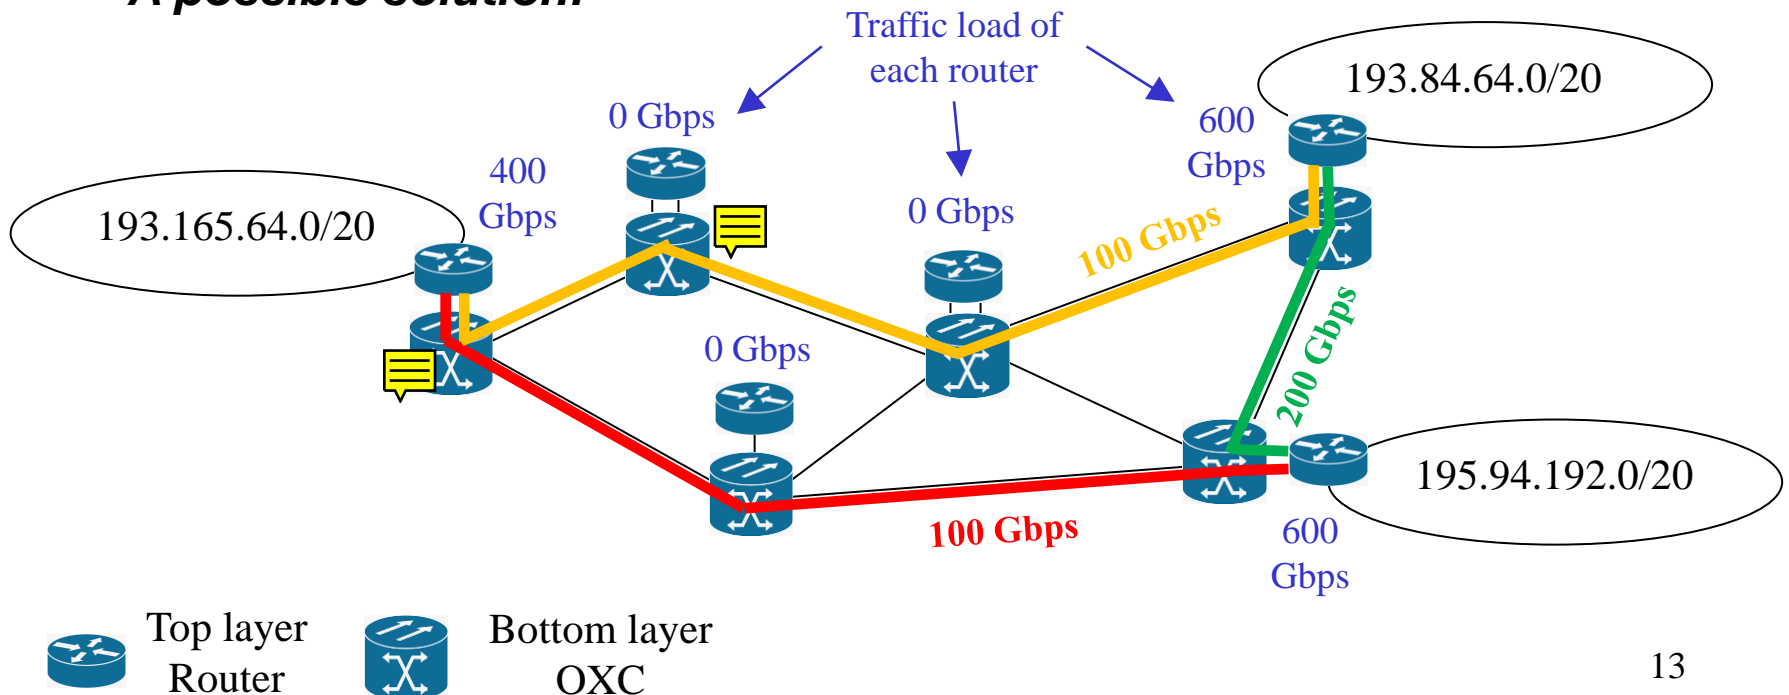 A possible solution:
Traffic load of
each router
193.84.64.0/20
0 Gbps
600
Gbps
400
Gbps
193.165.64.0/20
0 Gbps
100 Gbps
0 Gbps
200 Gbps
195.94.192.0/20
100 Gbps
600
Gbps
Top layer
Router
Bottom layer
OXC
13